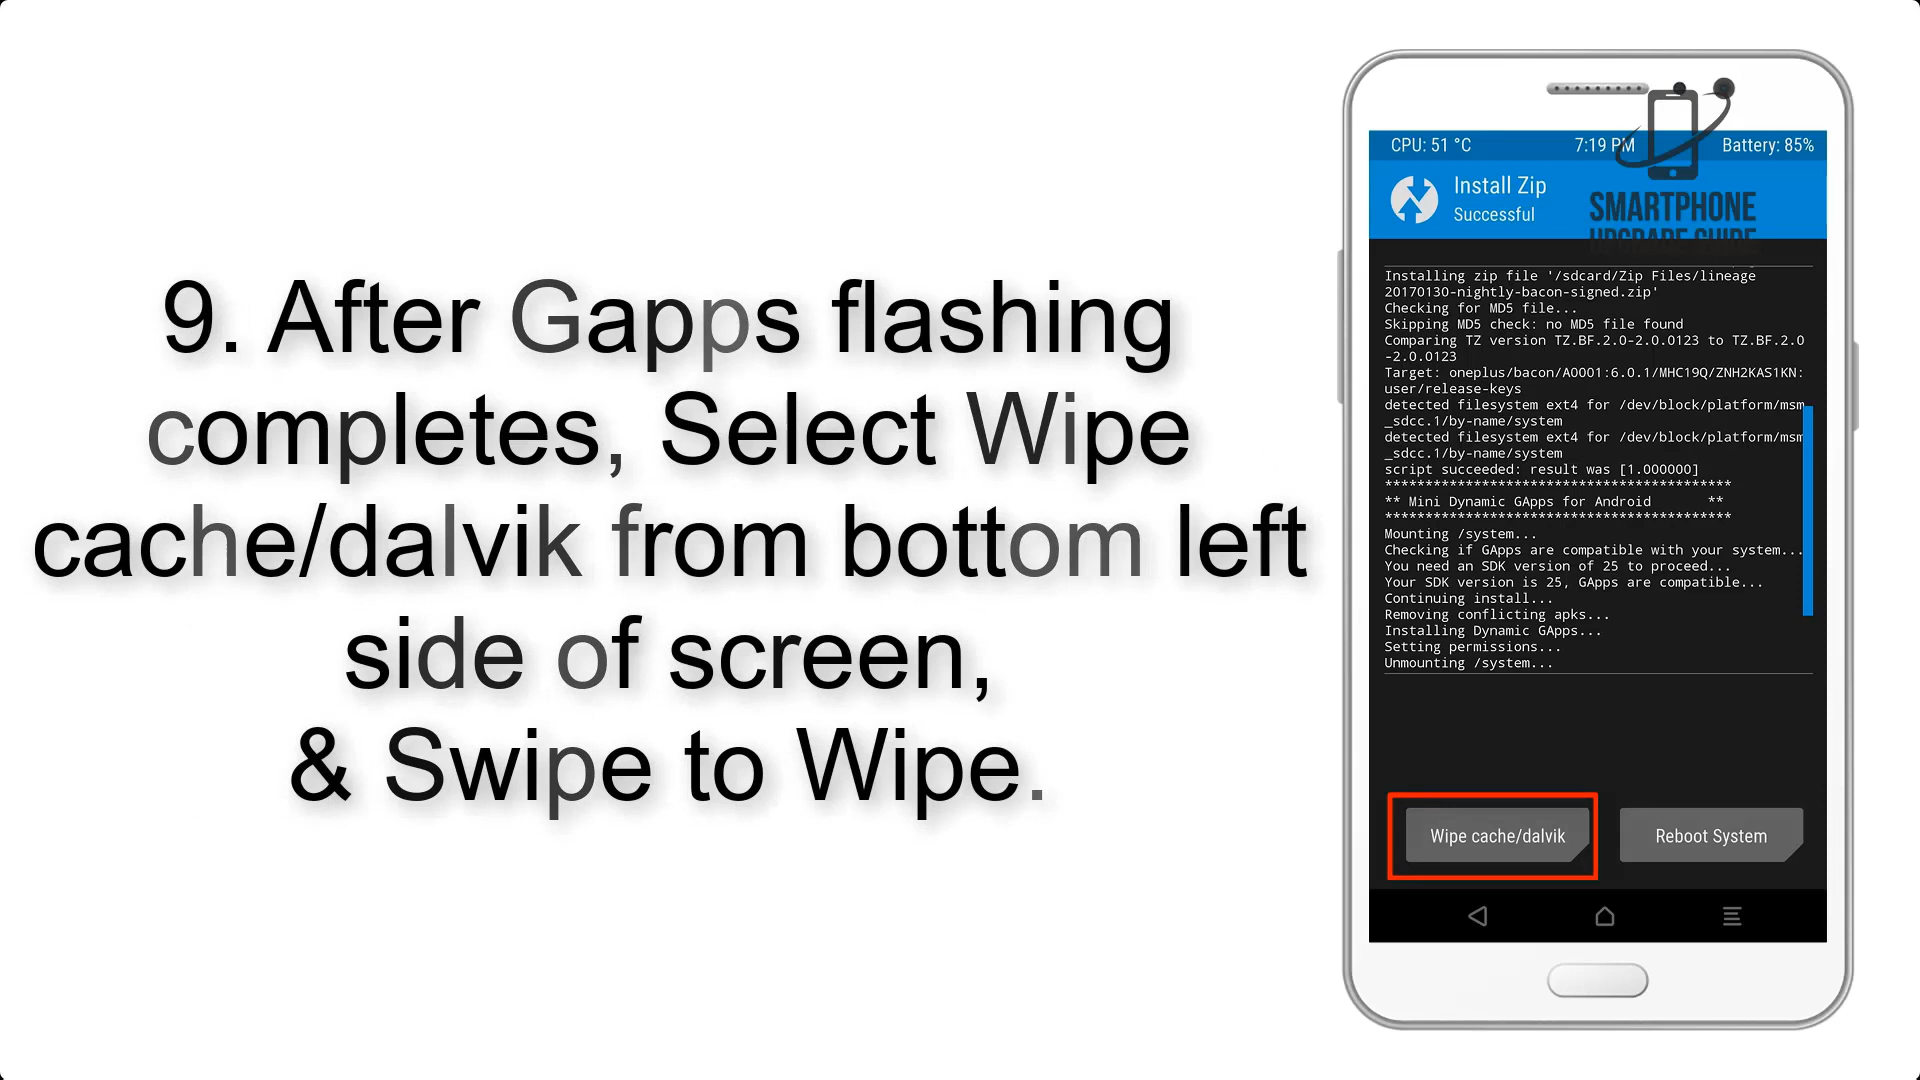 9. After Gapps flashing
completes, Select Wipe
cache/dalvik from bottom left
side of screen,
& Swipe to Wipe.
CPU: 51 °C 7:19 PM Battery: 85%
Install Zip
Successful
SMARTPHONE
UPGRADE GUIDE
Installing zip file '/sdcard/Zip Files/lineage
20170130-nightly-bacon-signed.zip'
Checking for MD5 file...
Skipping MD5 check: no MD5 file found
Comparing TZ version TZ.BF.2.0-2.0.0123 to TZ.BF.2.0
-2.0.0123
Target: oneplus/bacon/A0001:6.0.1/MHC19Q/ZNH2KAS1KN:
user/release-keys
detected filesystem ext4 for /dev/block/platform/msm
_sdcc.1/by-name/system
detected filesystem ext4 for /dev/block/platform/msm
_sdcc.1/by-name/system
script succeeded: result was [1.000000]
*******************************************
** Mini Dynamic GApps for Android **
*******************************************
Mounting /system...
Checking if GApps are compatible with your system...
You need an SDK version of 25 to proceed...
Your SDK version is 25, GApps are compatible...
Continuing install...
Removing conflicting apks...
Installing Dynamic GApps...
Setting permissions...
Unmounting /system...
Wipe cache/dalvik
Reboot System